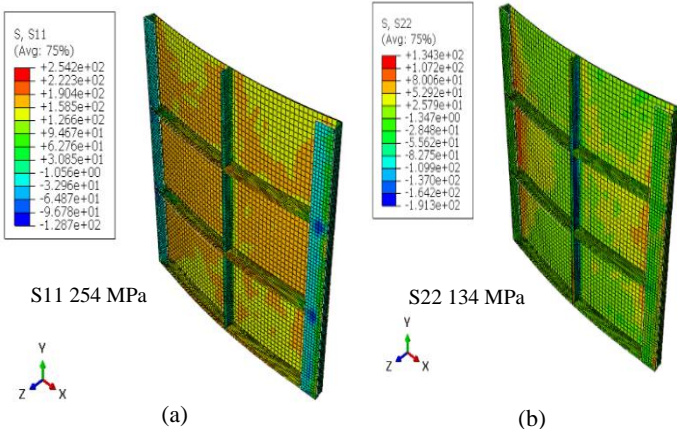 S, S11
(Avg: 75%)
+2.542e+02
+2.223e+02
+1.904e+02
+1.585e+02
+1.266e+02
+9.467e+01
+6.276e+01
+3.085e+01
-1.056e+00
-3.296e+01
-6.487e+01
-9.678e+01
-1.287e+02
S11 254 MPa
Y
Z
X
(a)
S, S22
(Avg: 75%)
+1.343e+02
+1.072e+02
+8.006e+01
+5.292e+01
+2.579e+01
-1.347e+00
-2.848e+01
-5.562e+01
-8.275e+01
-1.099e+02
-1.370e+02
-1.642e+02
-1.913e+02
S22 134 MPa
Y
Z
X
(b)